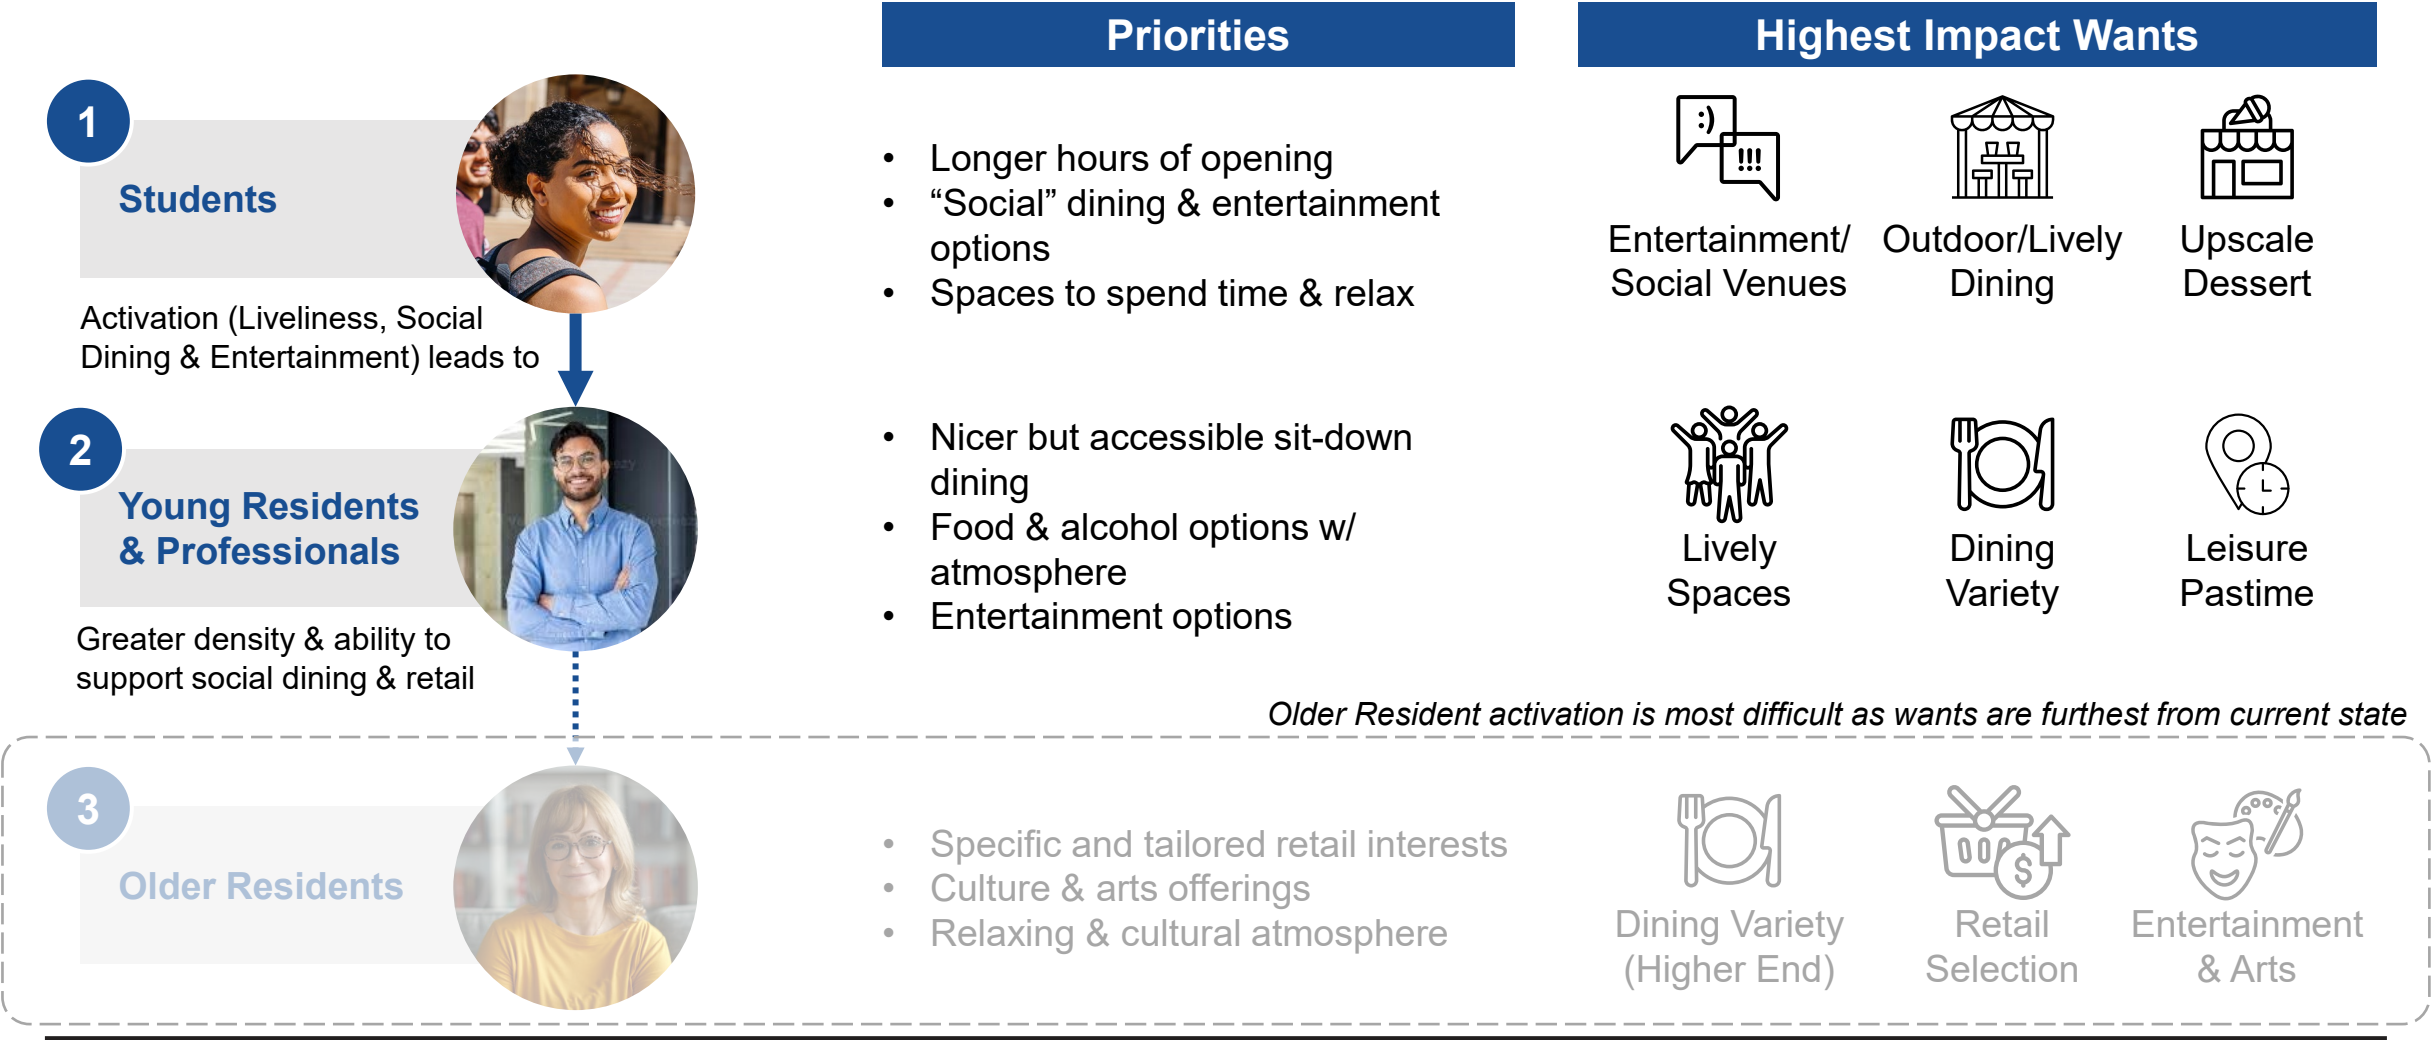 Priorities
Highest Impact Wants
1
Students
Activation (Liveliness, Social
Dining & Entertainment) leads to
• Longer hours of opening
• “Social” dining & entertainment
options
• Spaces to spend time & relax
:)
!!!
Entertainment/
Social Venues
Outdoor/Lively
Dining
Upscale
Dessert
2
Young Residents
& Professionals
Greater density & ability to
support social dining & retail
• Nicer but accessible sit-down
dining
• Food & alcohol options w/
atmosphere
• Entertainment options
Lively
Spaces
Dining
Variety
Leisure
Pastime
Older Resident activation is most difficult as wants are furthest from current state
3
Older Residents
• Specific and tailored retail interests
• Culture & arts offerings
• Relaxing & cultural atmosphere
Dining Variety
(Higher End)
$
Retail
Selection
Entertainment
& Arts